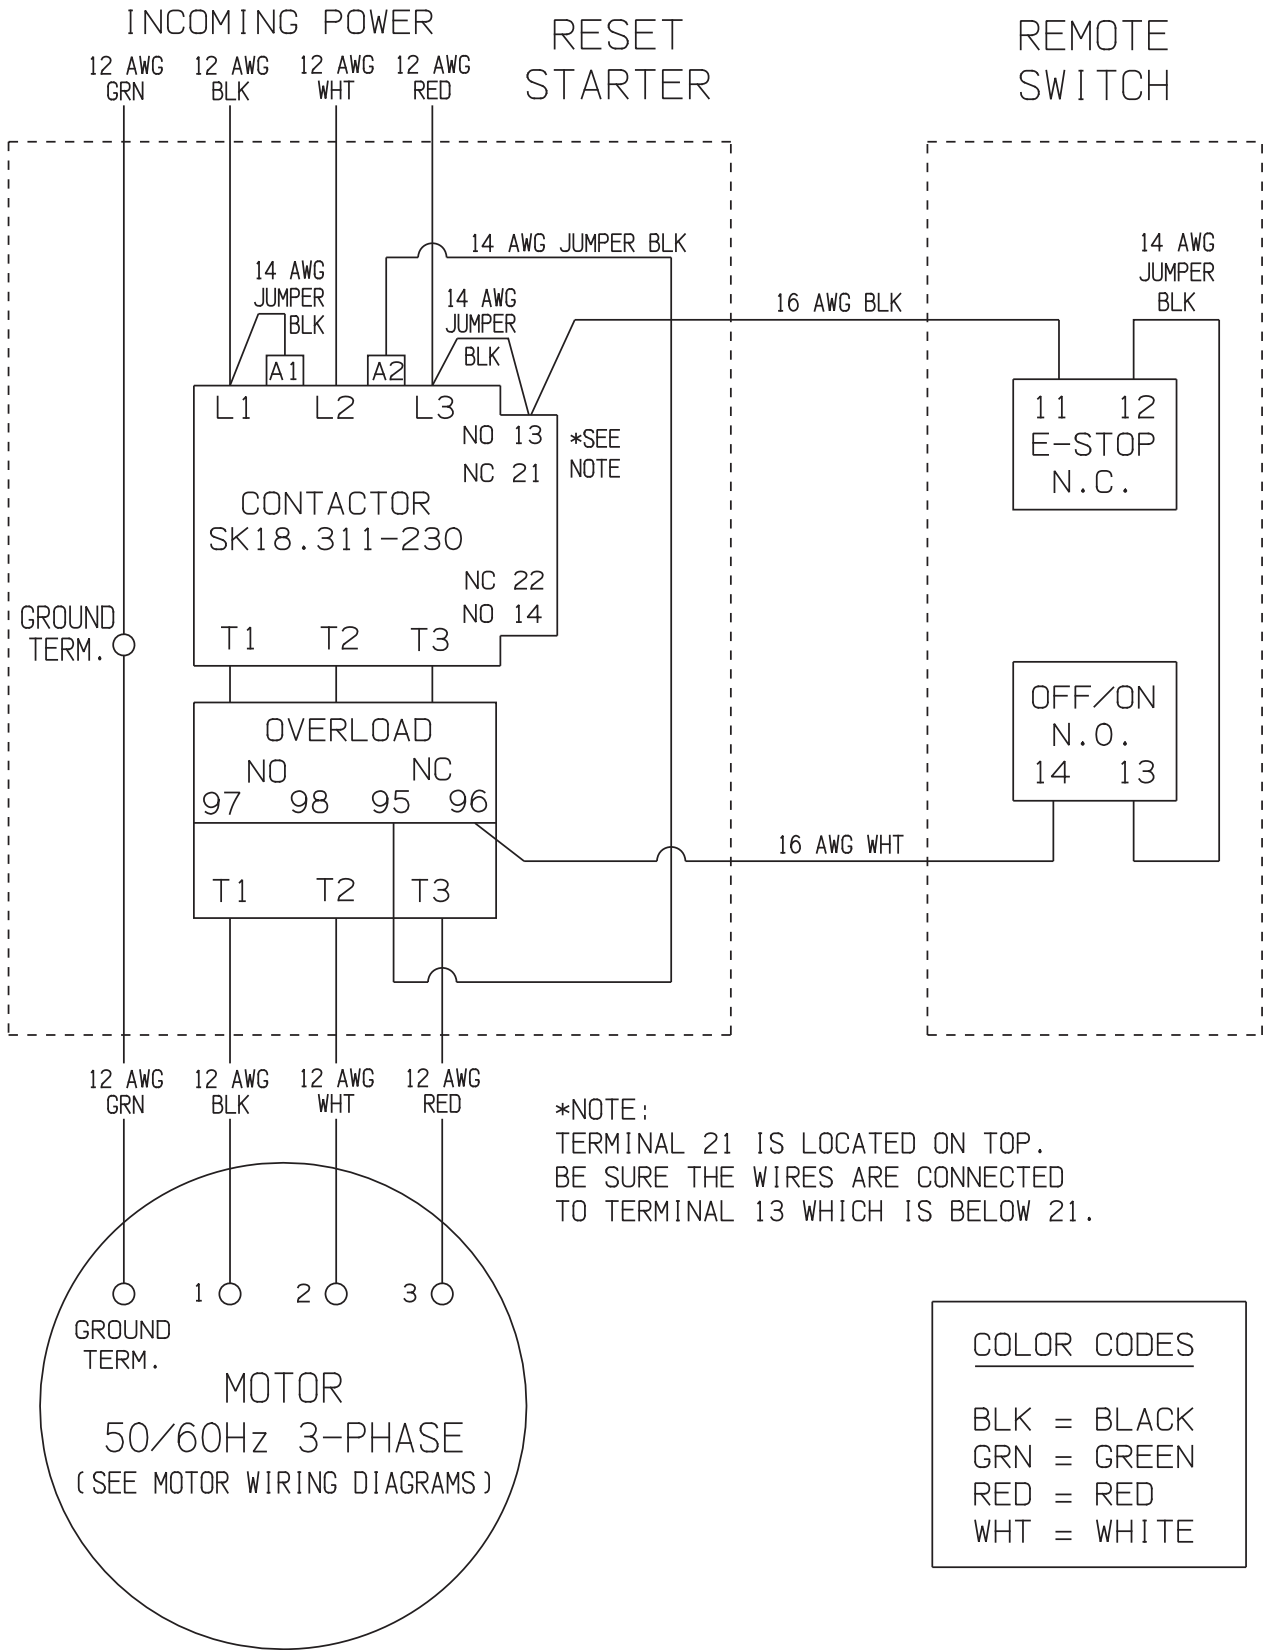 INCOMING POWER
12 AWG GRN
12 AWG BLK
12 AWG WHT
12 AWG RED
RESET
STARTER
REMOTE
SWITCH
14 AWG JUMPER BLK
14 AWG
JUMPER
BLK
14 AWG
JUMPER
BLK
16 AWG BLK
14 AWG
JUMPER
BLK
A1
A2
L1 L2 L3
NO 13
NC 21
*SEE
NOTE
CONTACTOR
SK18.311-230
NC 22
NO 14
T1 T2 T3
GROUND
TERM.
11 12
E-STOP
N.C.
OVERLOAD
NO NC
97 98 95 96
T1 T2 T3
OFF/ON
N.O.
14 13
16 AWG WHT
12 AWG GRN
12 AWG BLK
12 AWG WHT
12 AWG RED
*NOTE:
TERMINAL 21 IS LOCATED ON TOP.
BE SURE THE WIRES ARE CONNECTED
TO TERMINAL 13 WHICH IS BELOW 21.
1 2 3
GROUND
TERM.
MOTOR
50/60Hz 3-PHASE
(SEE MOTOR WIRING DIAGRAMS)
COLOR CODES
BLK = BLACK
GRN = GREEN
RED = RED
WHT = WHITE